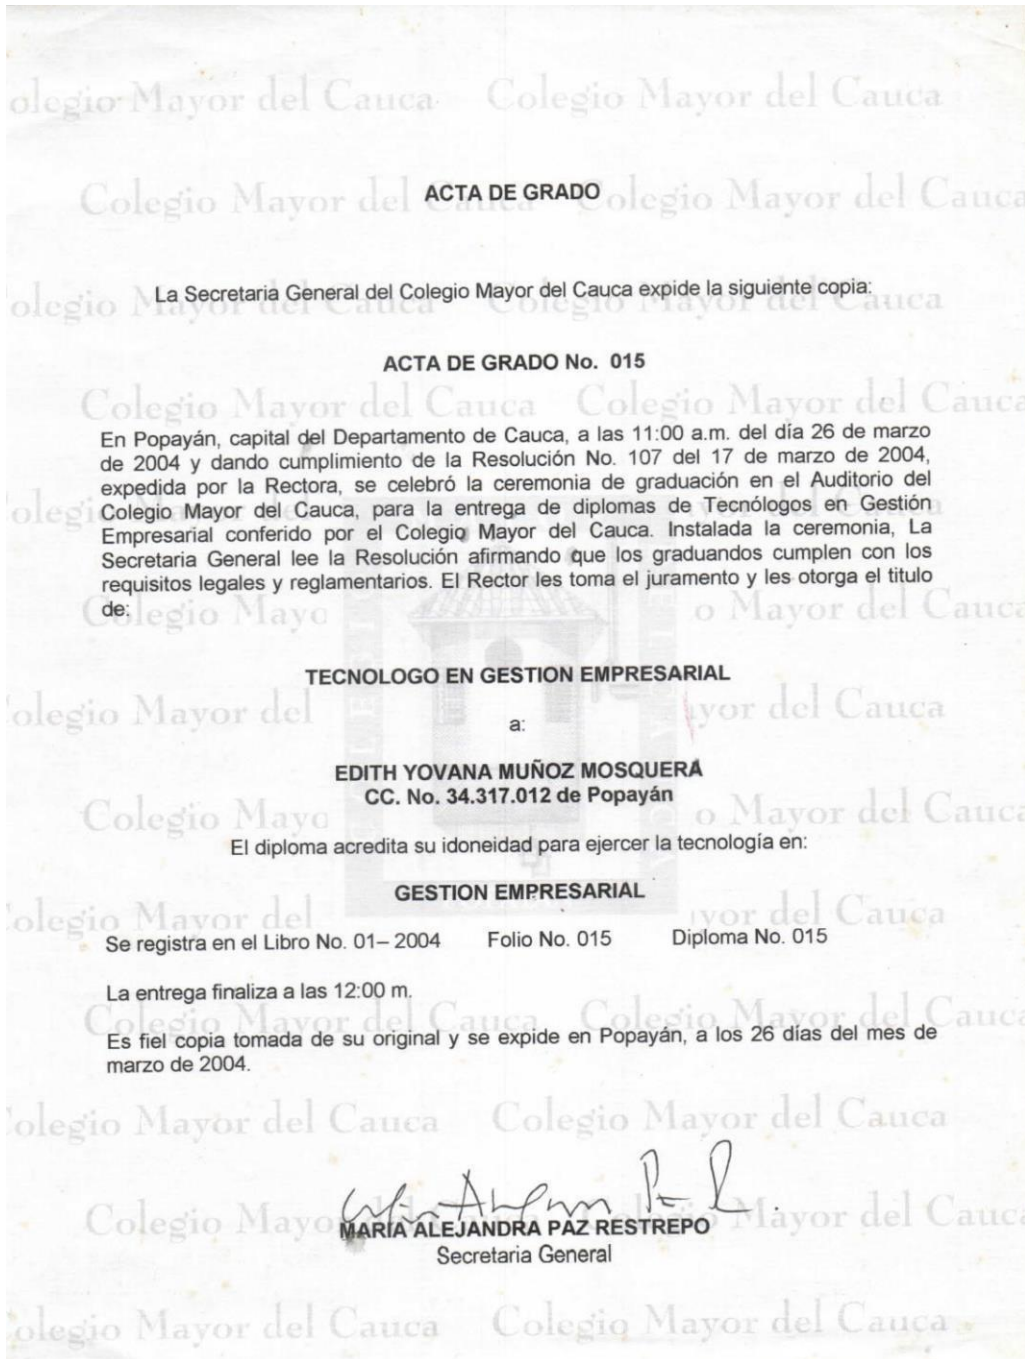 ACTA DE GRADO
La Secretaria General del Colegio Mayor del Cauca expide la siguiente copia:
ACTA DE GRADO No. 015
En Popayán, capital del Departamento de Cauca, a las 11:00 a.m. del día 26 de marzo
de 2004 y dando cumplimiento de la Resolución No. 107 del 17 de marzo de 2004,
expedida por la Rectora, se celebró la ceremonia de graduación en el Auditorio del
Colegio Mayor del Cauca, para la entrega de diplomas de Tecnólogos en Gestión
Empresarial conferido por el Colegio Mayor del Cauca. Instalada la ceremonia, La
Secretaria General lee la Resolución afirmando que los graduandos cumplen con los
requisitos legales y reglamentarios. El Rector les toma el juramento y les otorga el titulo
de:
TECNOLOGO EN GESTION EMPRESARIAL
a:
EDITH YOVANA MUÑOZ MOSQUERA
CC. No. 34.317.012 de Popayán
El diploma acredita su idoneidad para ejercer la tecnología en:
GESTION EMPRESARIAL
Se registra en el Libro No. 01– 2004 Folio No. 015 Diploma No. 015
La entrega finaliza a las 12:00 m.
Es fiel copia tomada de su original y se expide en Popayán, a los 26 días del mes de
marzo de 2004.
MARIA ALEJANDRA PAZ RESTREPO
Secretaria General